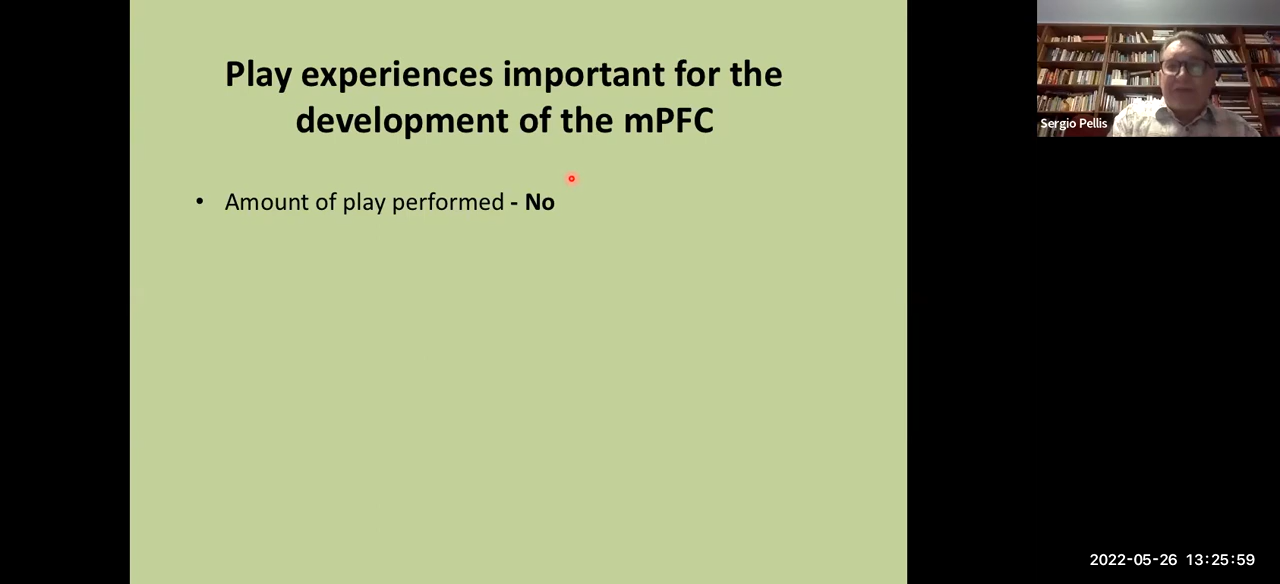 Play experiences important for the
development of the mPFC
• Amount of play performed - No
Sergio Pellis
2022-05-26 13:25:59